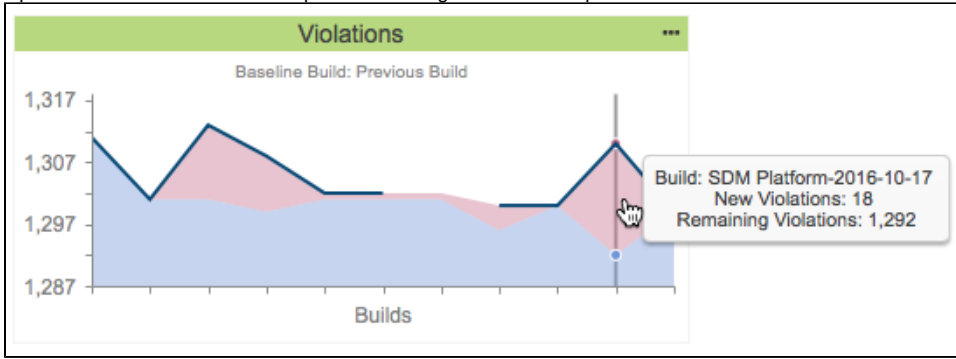 Violations
Baseline Build: Previous Build
1,317
1,307
1,297
1,287
Build: SDM Platform-2016-10-17
New Violations: 18
Remaining Violations: 1,292
Builds